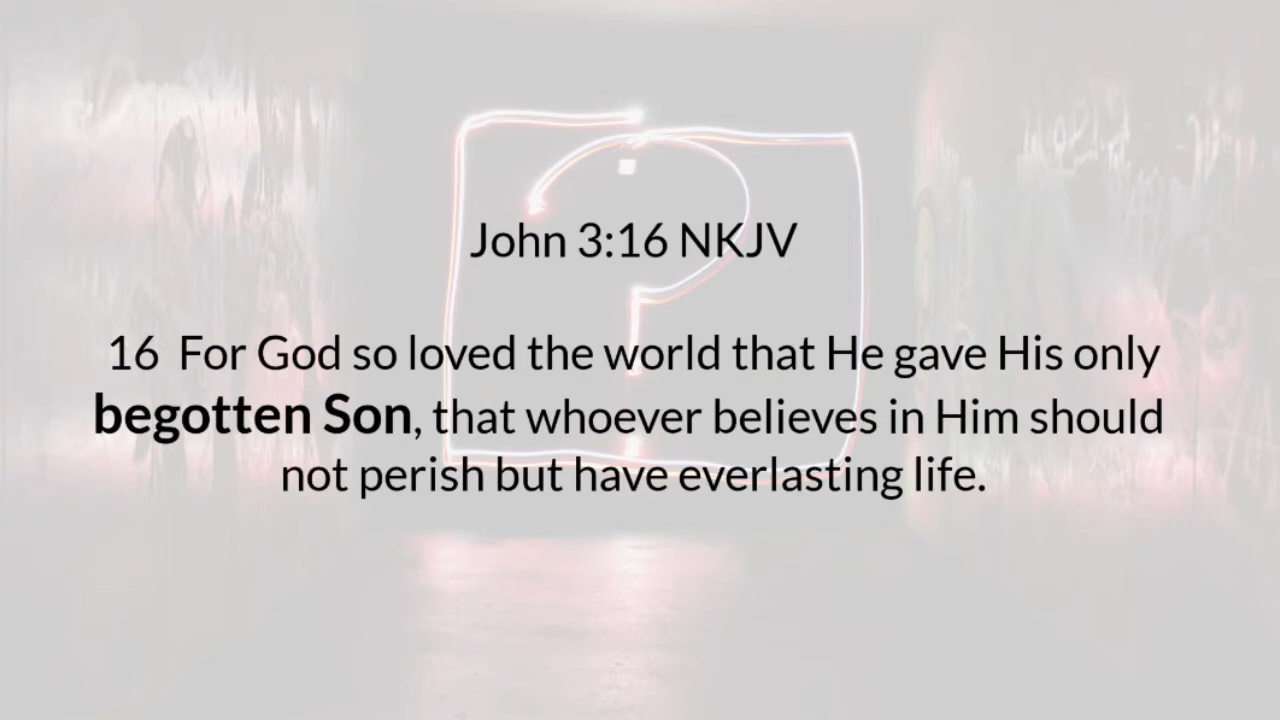 John 3:16 NKJV
16 For God so loved the world that He gave His only
begotten Son, that whoever believes in Him should
not perish but have everlasting life.